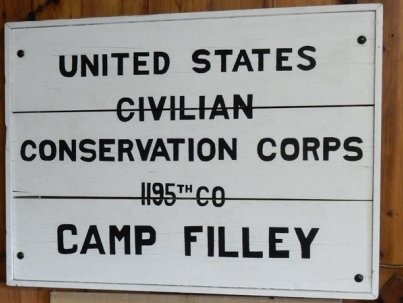 UNITED STATES
CIVILIAN
CONSERVATION CORPS
1195TH CO
CAMP FILLEY